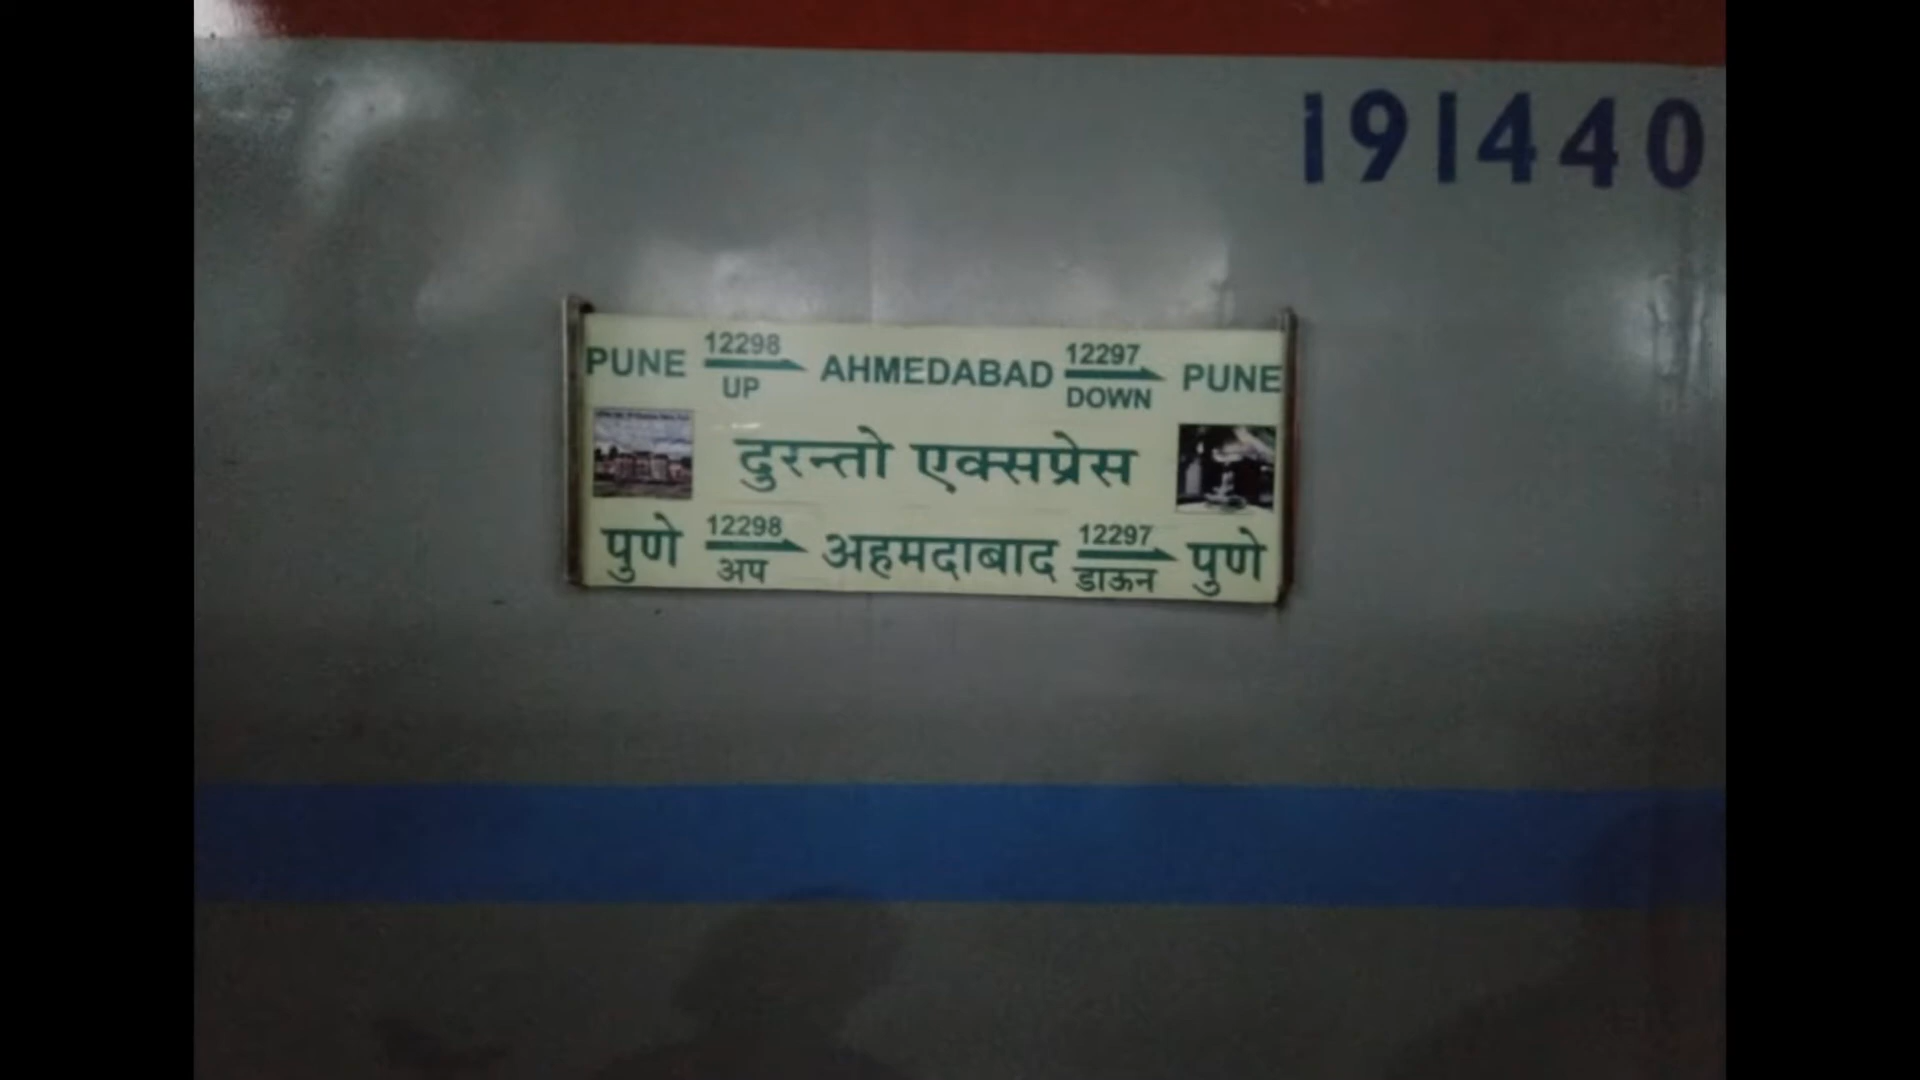 191440
PUNE 12298 UP AHMEDABAD 12297 DOWN PUNE
दुरन्तो एक्सप्रेस
पुणे 12298 अप अहमदाबाद 12297 डाऊन पुणे